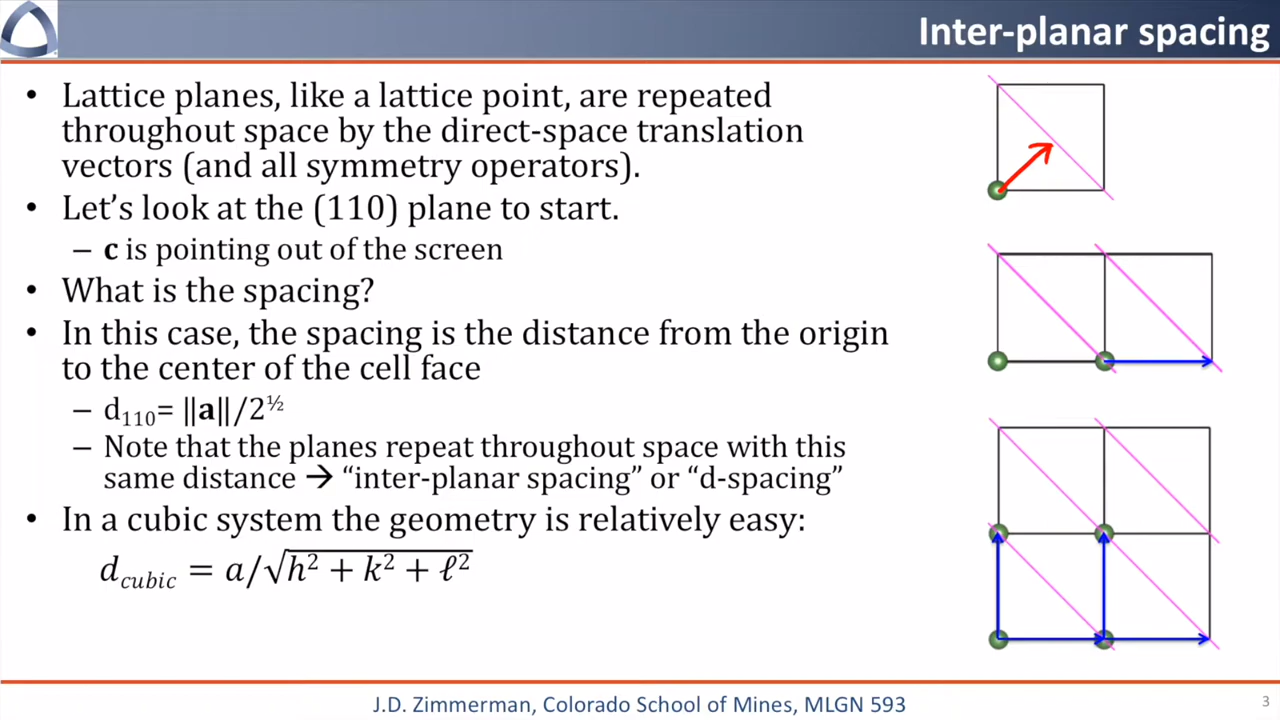 Inter-planar spacing
• Lattice planes, like a lattice point, are repeated
throughout space by the direct-space translation
vectors (and all symmetry operators).
• Let’s look at the (110) plane to start.
– c is pointing out of the screen
• What is the spacing?
• In this case, the spacing is the distance from the origin
to the center of the cell face
– d₁₁₀= ||a||/2^½
– Note that the planes repeat throughout space with this
same distance → “inter-planar spacing” or “d-spacing”
• In a cubic system the geometry is relatively easy:
d_cubic = a/√(h² + k² + ℓ²)
J.D. Zimmerman, Colorado School of Mines, MLGN 593
3